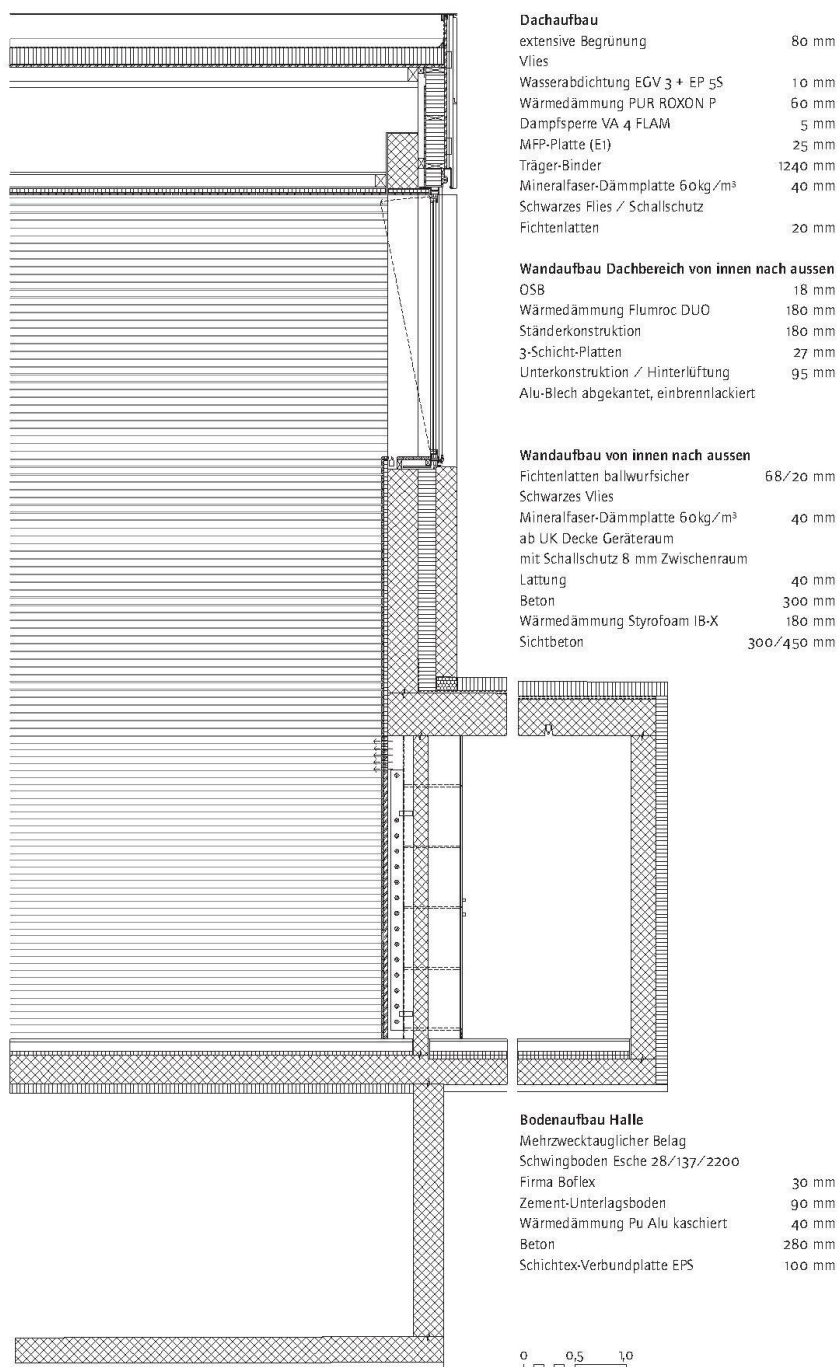 Dachaufbau
extensive Begrünung 80 mm
Vlies
Wasserabdichtung EGV 3 + EP 5S 10 mm
Wärmedämmung PUR ROXON P 60 mm
Dampfsperre VA 4 FLAM 5 mm
MFP-Platte (E1) 25 mm
Träger-Binder 1240 mm
Mineralfaser-Dämmplatte 60kg/m³ 40 mm
Schwarzes Flies / Schallschutz
Fichtenlatten 20 mm
Wandaufbau Dachbereich von innen nach aussen
OSB 18 mm
Wärmedämmung Flumroc DUO 180 mm
Ständerkonstruktion 180 mm
3-Schicht-Platten 27 mm
Unterkonstruktion / Hinterlüftung 95 mm
Alu-Blech abgekantet, einbrennlackiert
Wandaufbau von innen nach aussen
Fichtenlatten ballwurfsicher 68/20 mm
Schwarzes Vlies
Mineralfaser-Dämmplatte 60kg/m³ 40 mm
ab UK Decke Geräteraum
mit Schallschutz 8 mm Zwischenraum
Lattung 40 mm
Beton 300 mm
Wärmedämmung Styrofoam IB-X 180 mm
Sichtbeton 300/450 mm
Bodenaufbau Halle
Mehrzwecktauglicher Belag
Schwingboden Esche 28/137/2200
Firma Boflex 30 mm
Zement-Unterlagsboden 90 mm
Wärmedämmung Pu Alu kaschiert 40 mm
Beton 280 mm
Schichtex-Verbundplatte EPS 100 mm
0 0,5 1,0